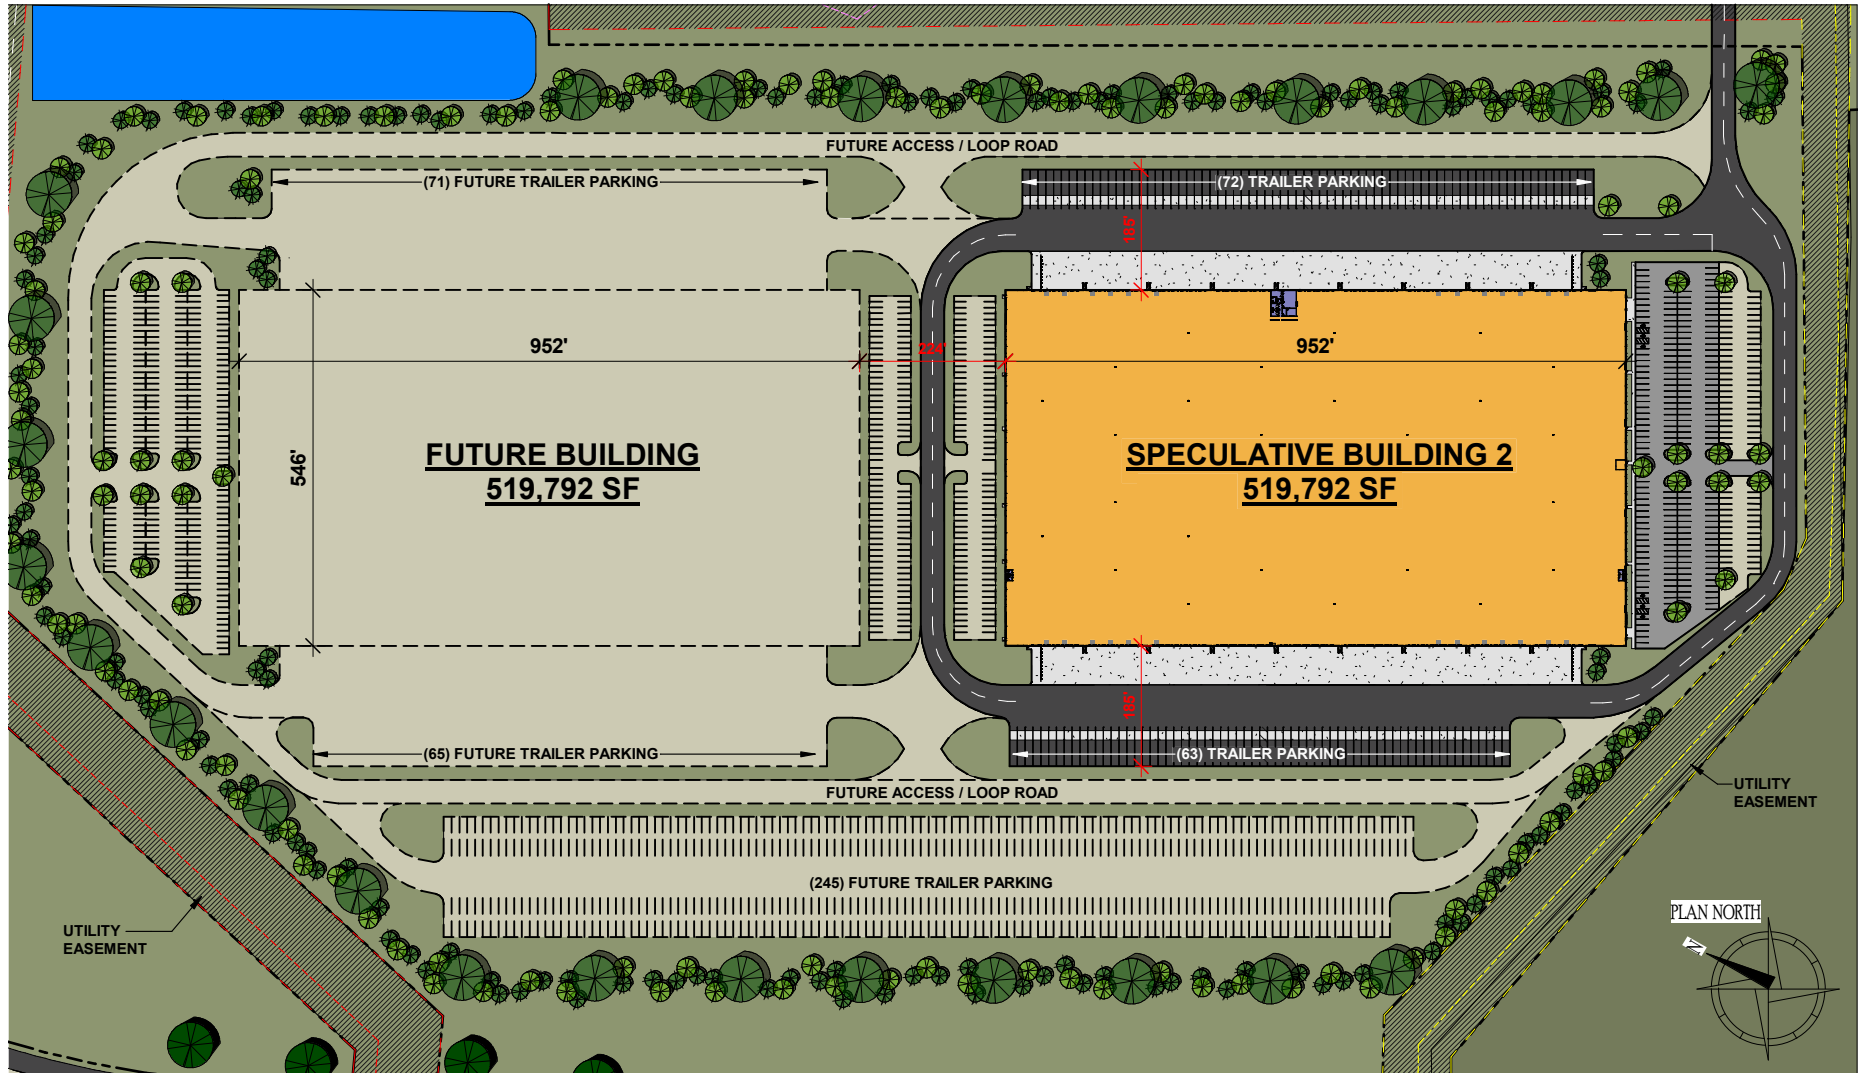 FUTURE ACCESS / LOOP ROAD
(71) FUTURE TRAILER PARKING
(72) TRAILER PARKING
185'
952'
224'
952'
546'
FUTURE BUILDING
519,792 SF
SPECULATIVE BUILDING 2
519,792 SF
185'
(65) FUTURE TRAILER PARKING
(63) TRAILER PARKING
FUTURE ACCESS / LOOP ROAD
UTILITY
EASEMENT
(245) FUTURE TRAILER PARKING
UTILITY
EASEMENT
PLAN NORTH
N